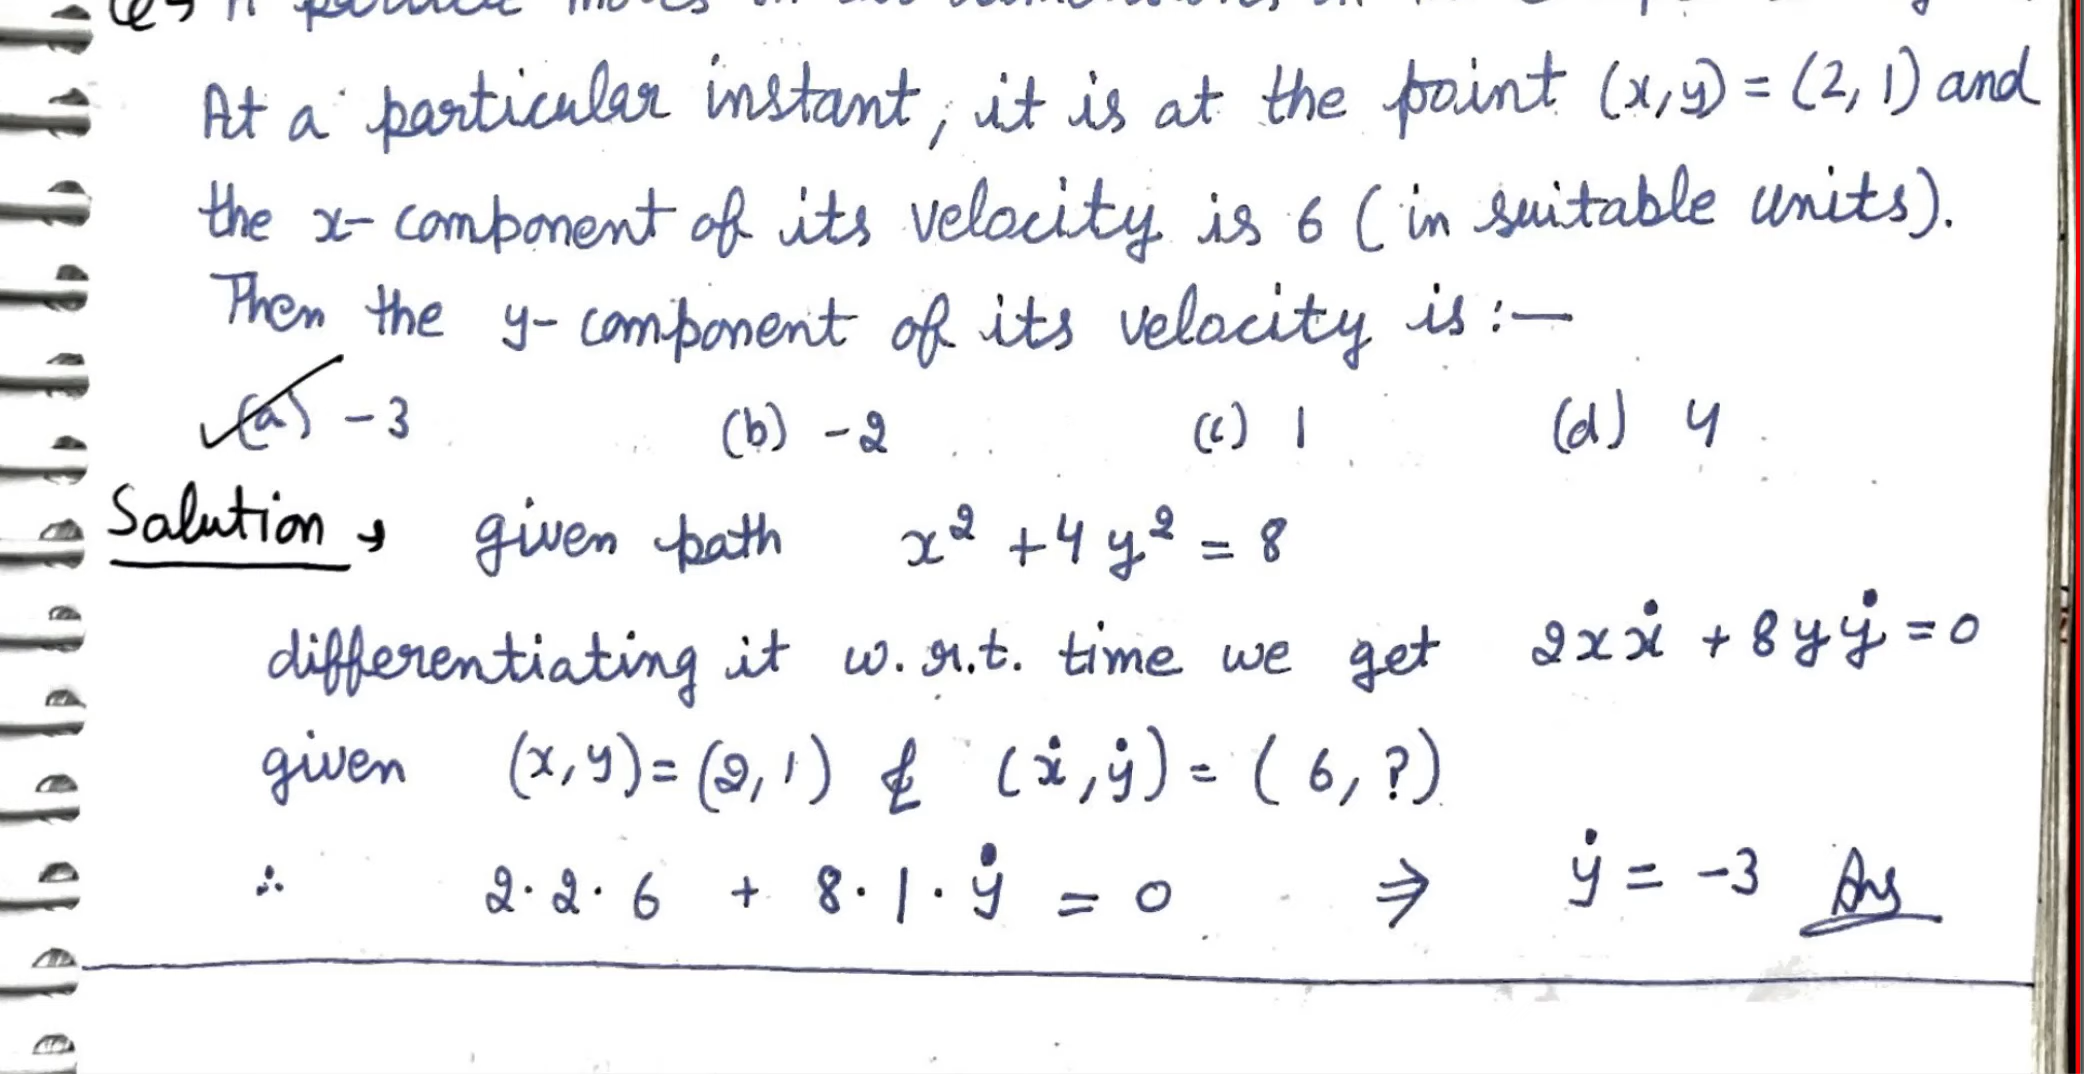 At a particular instant, it is at the point (x,y) = (2, 1) and
the x- component of its velocity is 6 ( in suitable units).
Then the y- component of its velocity is :—
(a) -3 (b) -2 (c) 1 (d) 4
Solution → given path x² + 4y² = 8
differentiating it w.r.t. time we get 2xẋ + 8yẏ = 0
given (x,y) = (2,1) & (ẋ,ẏ) = ( 6, ?)
∴ 2·2·6 + 8·1·ẏ = 0 ⇒ ẏ = -3 Ans